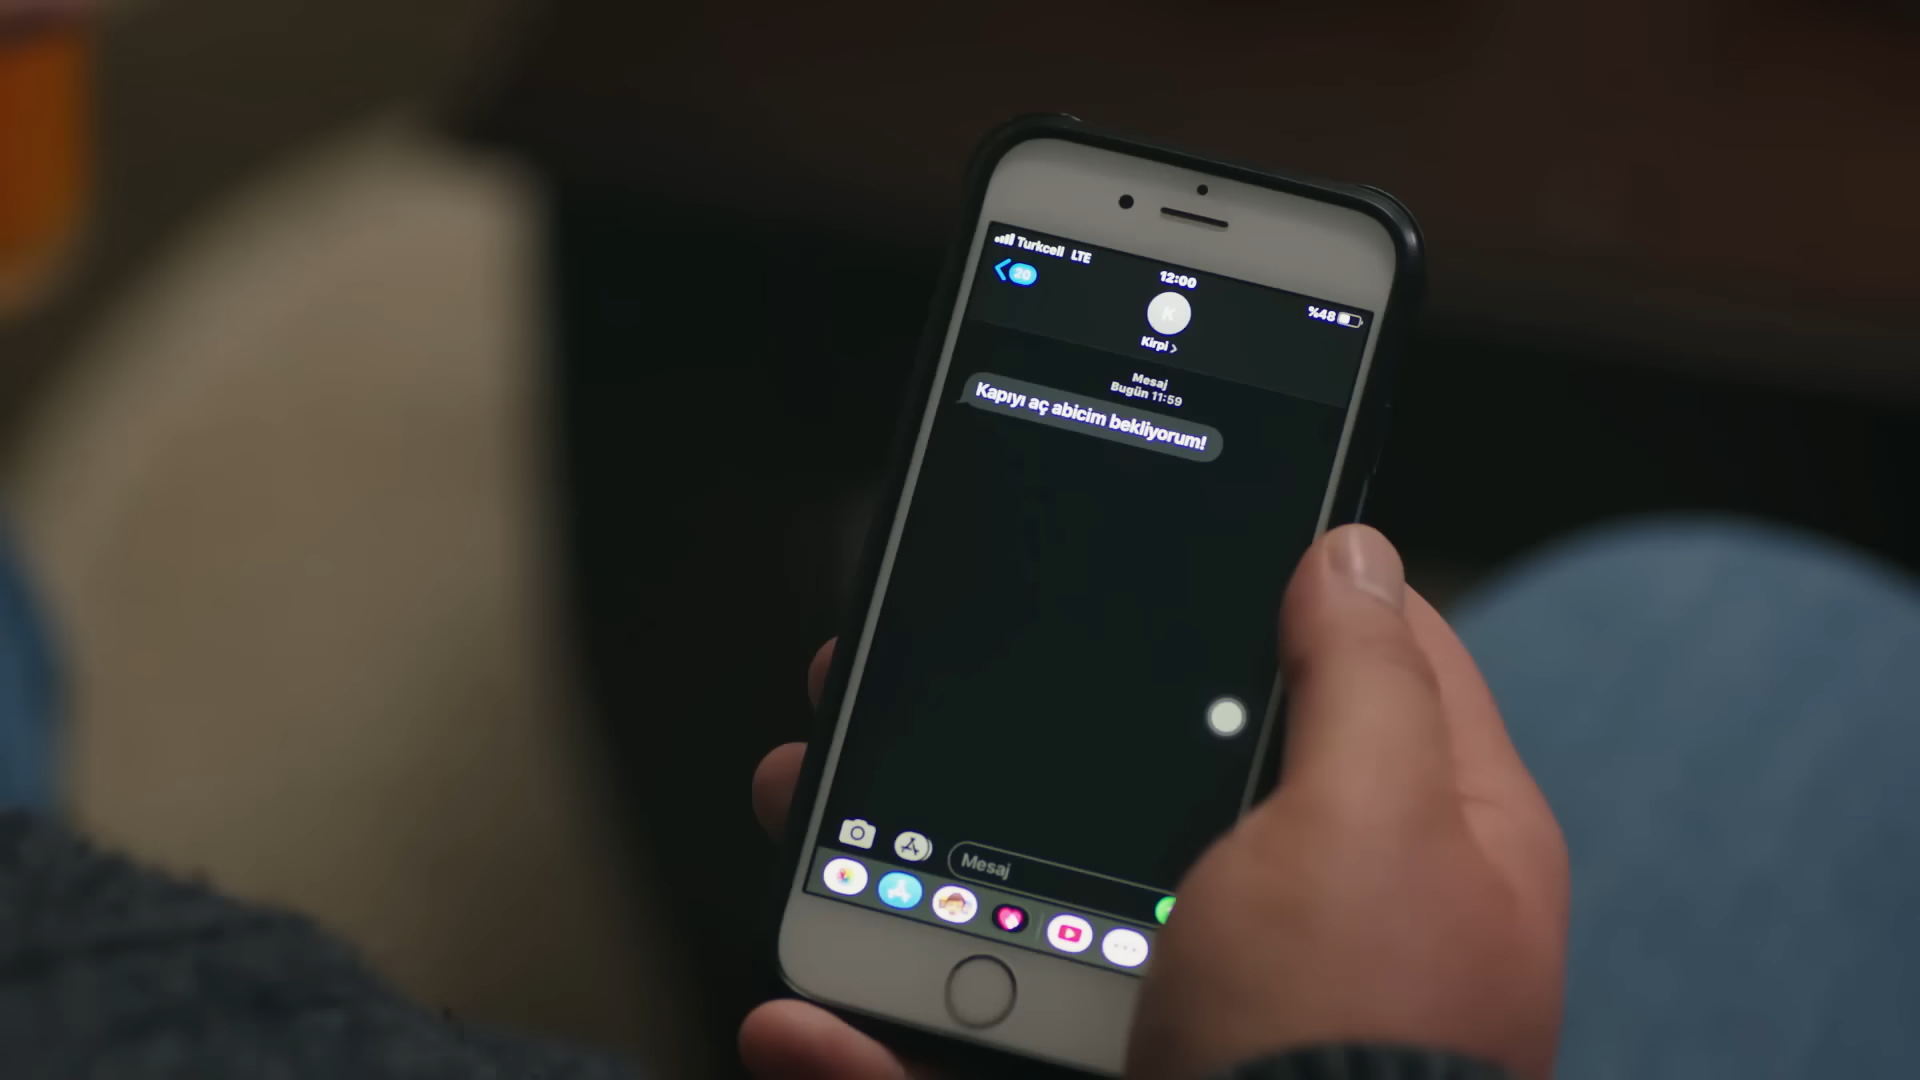 Turkcell LTE
12:00
%48
20
K
Kirpi >
Mesaj
Bugün 11:59
Kapıyı aç abicim bekliyorum!
Mesaj